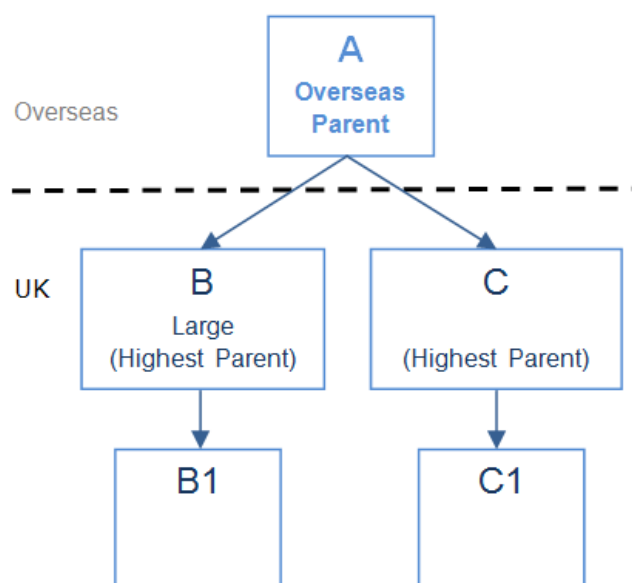 A
Overseas
Parent
Overseas
UK
B
Large
(Highest Parent)
C
(Highest Parent)
B1
C1